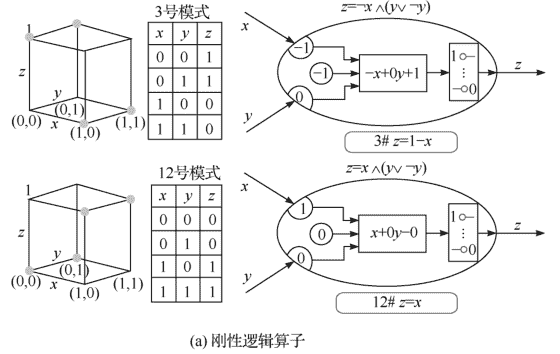 3号模式
x y z
0 0 1
0 1 1
1 0 0
1 1 0
1
z
y
(0,1)
(0,0)
x
(1,0)
(1,1)
z=¬x∧(y∨¬y)
x
−1
−1
0
y
−x+0y+1
1
⋮
0
z
3# z=1−x
12号模式
x y z
0 0 0
0 1 0
1 0 1
1 1 1
1
z
y
(0,1)
(0,0)
x
(1,0)
(1,1)
z=x∧(y∨¬y)
x
1
0
0
y
x+0y−0
1
⋮
0
z
12# z=x
(a) 刚性逻辑算子